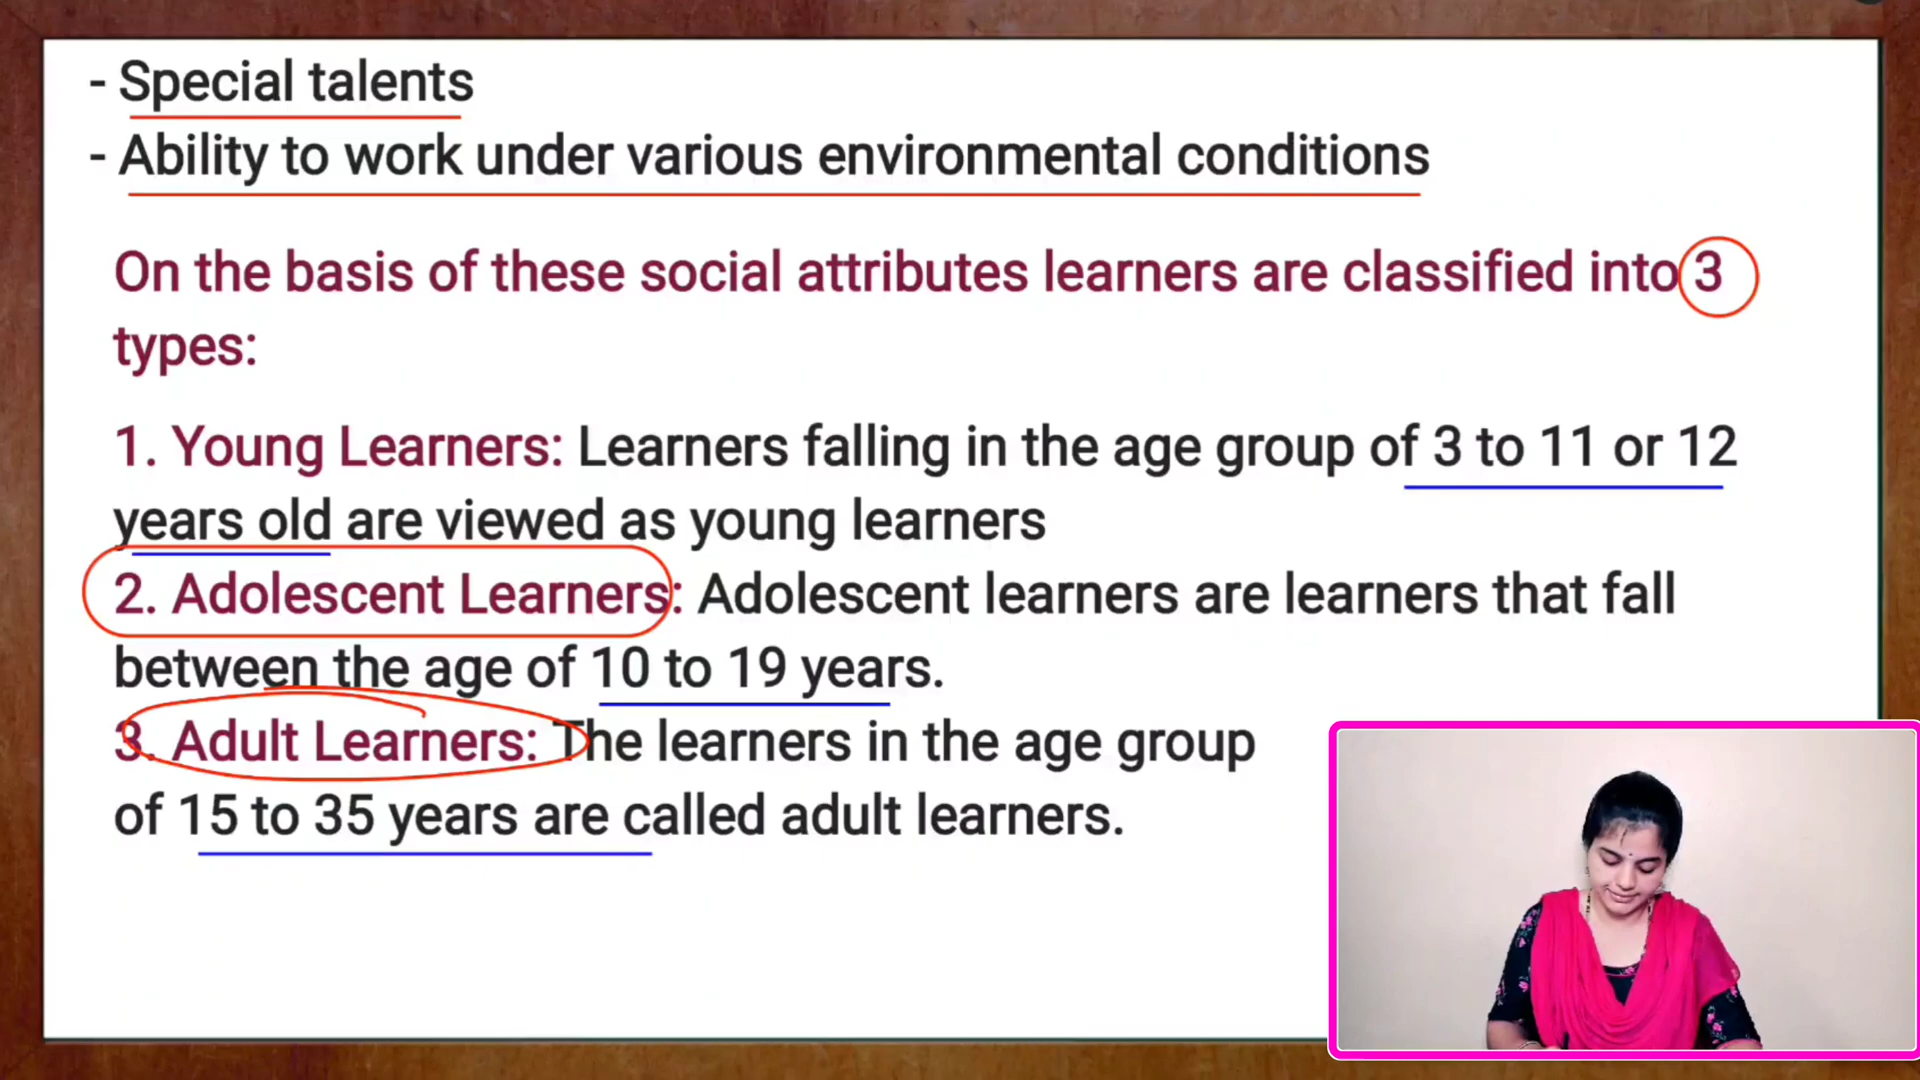 - Special talents
- Ability to work under various environmental conditions
On the basis of these social attributes learners are classified into 3
types:
1. Young Learners: Learners falling in the age group of 3 to 11 or 12
years old are viewed as young learners
2. Adolescent Learners: Adolescent learners are learners that fall
between the age of 10 to 19 years.
3. Adult Learners: The learners in the age group
of 15 to 35 years are called adult learners.